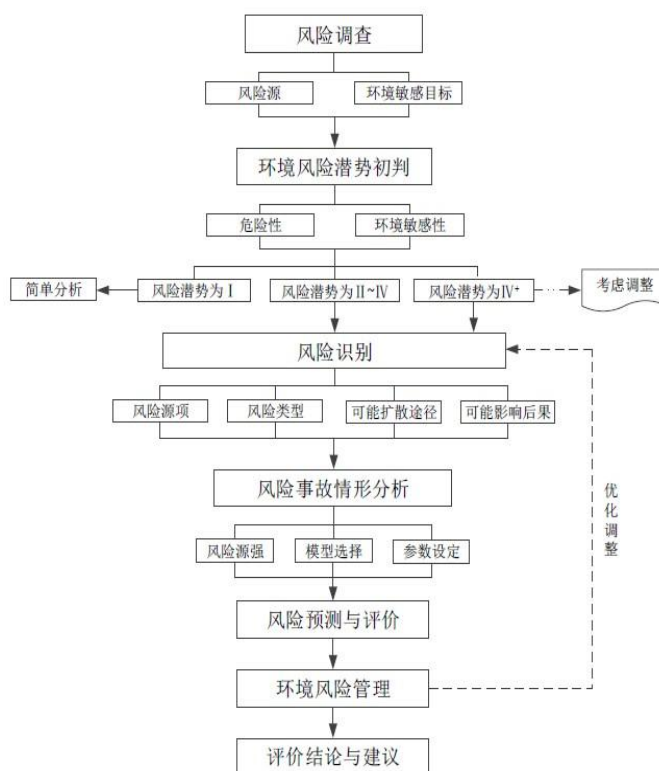 风险调查
风险源
环境敏感目标
环境风险潜势初判
危险性
环境敏感性
简单分析
风险潜势为Ⅰ
风险潜势为Ⅱ~Ⅳ
风险潜势为Ⅳ⁺
考虑调整
风险识别
风险源项
风险类型
可能扩散途径
可能影响后果
风险事故情形分析
优化调整
风险源强
模型选择
参数设定
风险预测与评价
环境风险管理
评价结论与建议